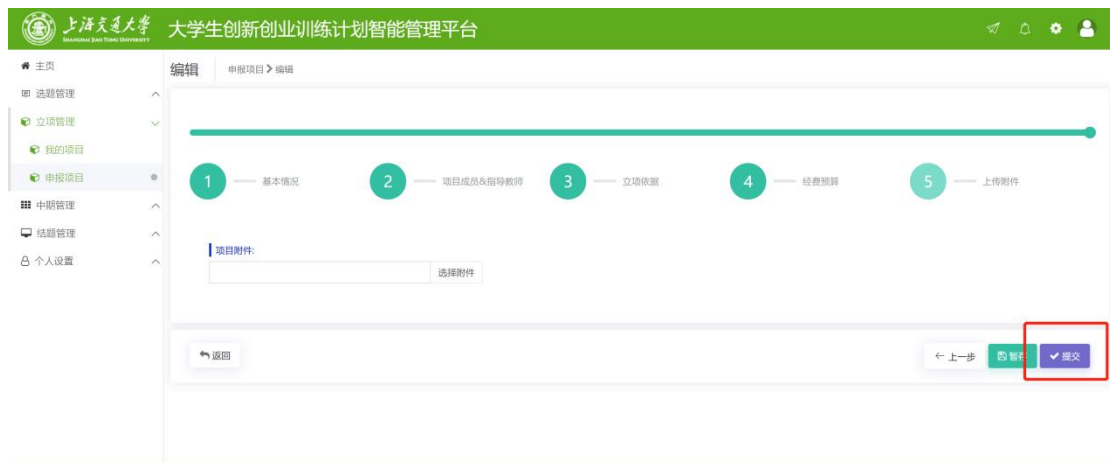 上海交通大学
SHANGHAI JIAO TONG UNIVERSITY
大学生创新创业训练计划智能管理平台
主页
选题管理
立项管理
我的项目
申报项目
中期管理
结题管理
个人设置
编辑 申报项目 > 编辑
1 基本情况 2 项目成员&指导教师 3 立项依据 4 经费预算 5 上传附件
项目附件:
选择附件
返回 ← 上一步 暂存 提交